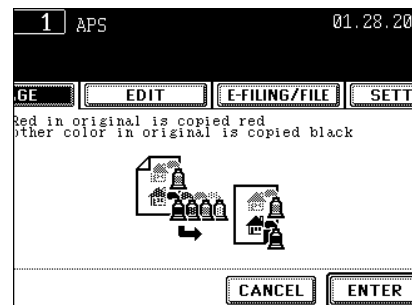 1 APS 01.28.20
GE EDIT E-FILING/FILE SETT
Red in original is copied red
other color in original is copied black
CANCEL ENTER